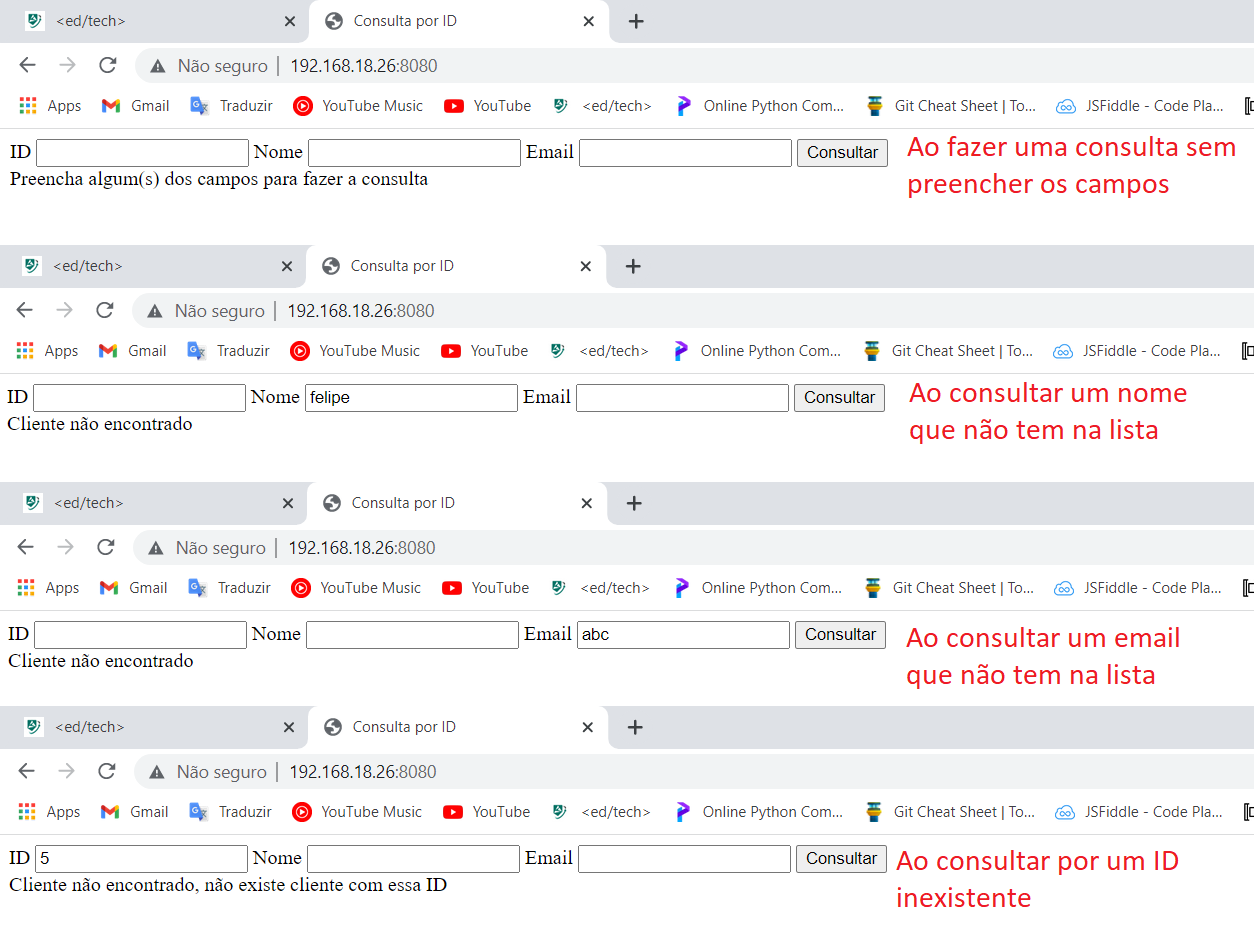 <ed/tech>
Consulta por ID
Não seguro | 192.168.18.26:8080
Apps Gmail Traduzir YouTube Music YouTube <ed/tech> Online Python Com... Git Cheat Sheet | To... JSFiddle - Code Pla...
ID Nome Email Consultar
Preencha algum(s) dos campos para fazer a consulta
Ao fazer uma consulta sem
preencher os campos
<ed/tech>
Consulta por ID
Não seguro | 192.168.18.26:8080
Apps Gmail Traduzir YouTube Music YouTube <ed/tech> Online Python Com... Git Cheat Sheet | To... JSFiddle - Code Pla...
ID Nome felipe Email Consultar
Cliente não encontrado
Ao consultar um nome
que não tem na lista
<ed/tech>
Consulta por ID
Não seguro | 192.168.18.26:8080
Apps Gmail Traduzir YouTube Music YouTube <ed/tech> Online Python Com... Git Cheat Sheet | To... JSFiddle - Code Pla...
ID Nome Email abc Consultar
Cliente não encontrado
Ao consultar um email
que não tem na lista
<ed/tech>
Consulta por ID
Não seguro | 192.168.18.26:8080
Apps Gmail Traduzir YouTube Music YouTube <ed/tech> Online Python Com... Git Cheat Sheet | To... JSFiddle - Code Pla...
ID 5 Nome Email Consultar
Cliente não encontrado, não existe cliente com essa ID
Ao consultar por um ID
inexistente